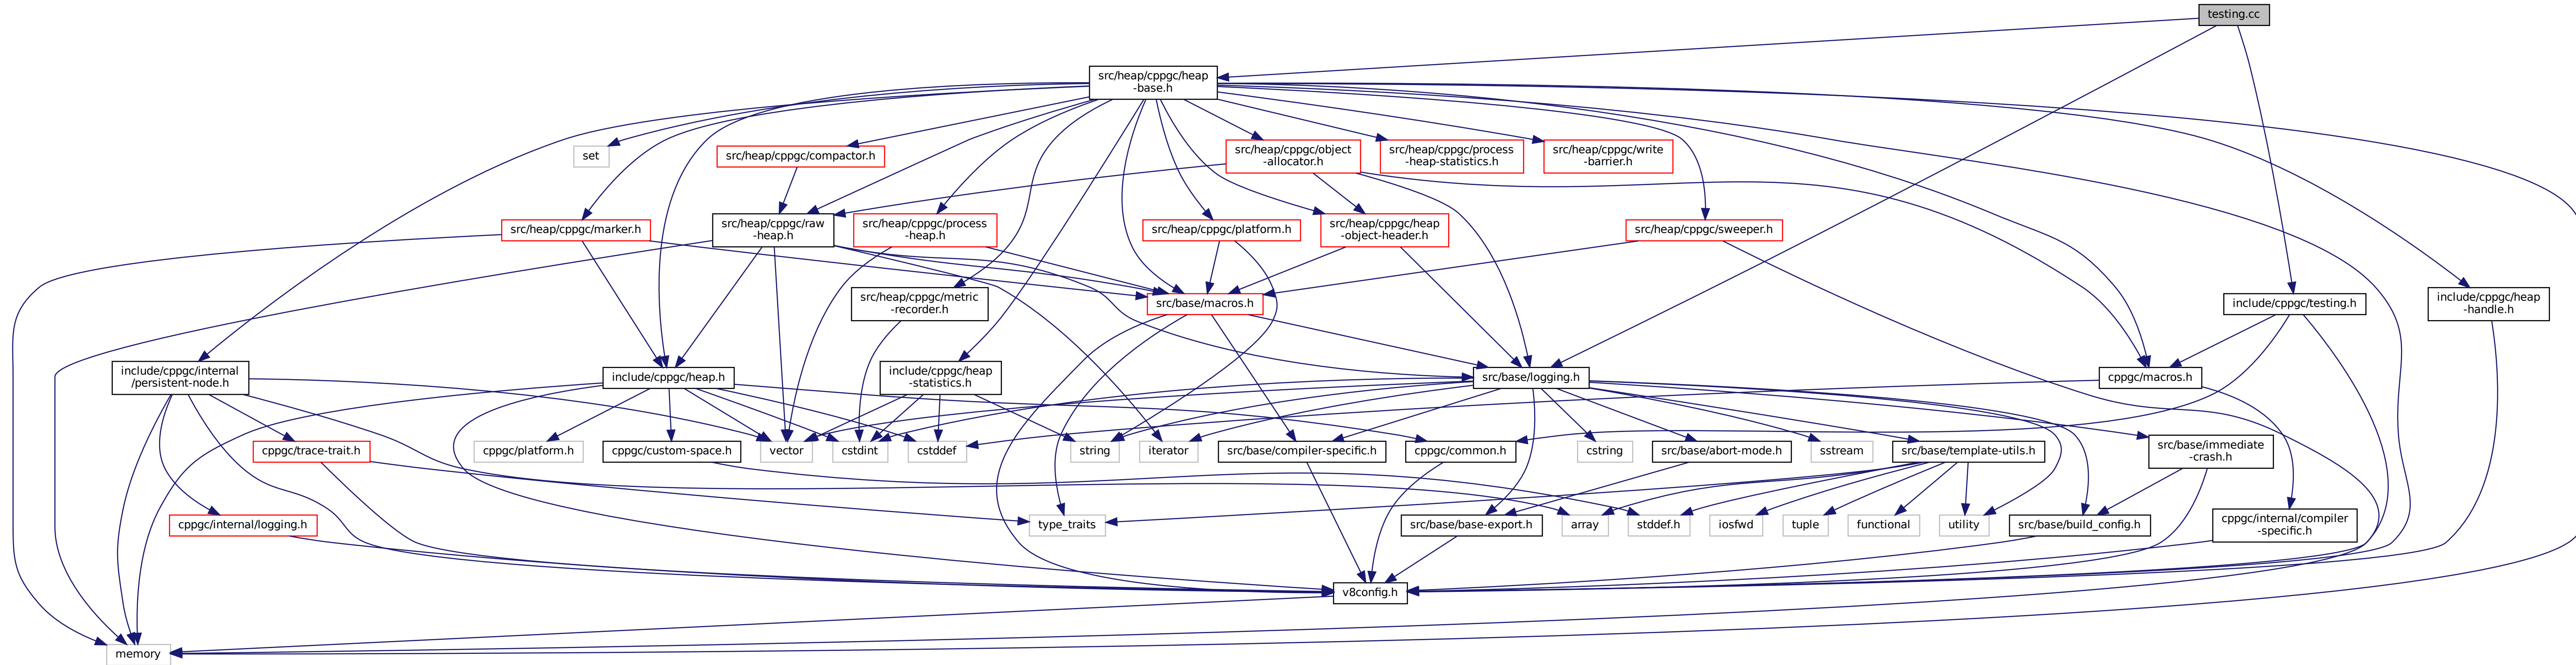 testing.cc
src/heap/cppgc/heap
-base.h
set
src/heap/cppgc/compactor.h
src/heap/cppgc/object
-allocator.h
src/heap/cppgc/process
-heap-statistics.h
src/heap/cppgc/write
-barrier.h
src/heap/cppgc/marker.h
src/heap/cppgc/raw
-heap.h
src/heap/cppgc/process
-heap.h
src/heap/cppgc/platform.h
src/heap/cppgc/heap
-object-header.h
src/heap/cppgc/sweeper.h
src/heap/cppgc/metric
-recorder.h
src/base/macros.h
include/cppgc/testing.h
include/cppgc/heap
-handle.h
include/cppgc/internal
/persistent-node.h
include/cppgc/heap.h
include/cppgc/heap
-statistics.h
src/base/logging.h
cppgc/macros.h
cppgc/trace-trait.h
cppgc/platform.h
cppgc/custom-space.h
vector
cstdint
cstddef
string
iterator
src/base/compiler-specific.h
cppgc/common.h
cstring
src/base/abort-mode.h
sstream
src/base/template-utils.h
src/base/immediate
-crash.h
cppgc/internal/logging.h
type_traits
src/base/base-export.h
array
stddef.h
iosfwd
tuple
functional
utility
src/base/build_config.h
cppgc/internal/compiler
-specific.h
v8config.h
memory